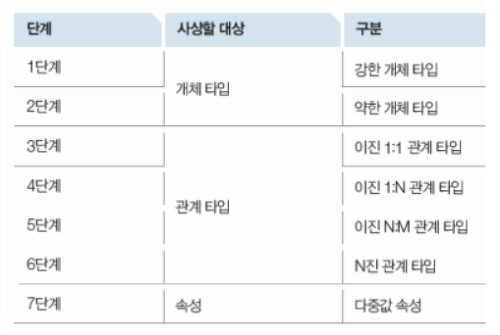 단계 사상할 대상 구분
1단계 개체 타입 강한 개체 타입
2단계 약한 개체 타입
3단계 관계 타입 이진 1:1 관계 타입
4단계 이진 1:N 관계 타입
5단계 이진 N:M 관계 타입
6단계 N진 관계 타입
7단계 속성 다중값 속성